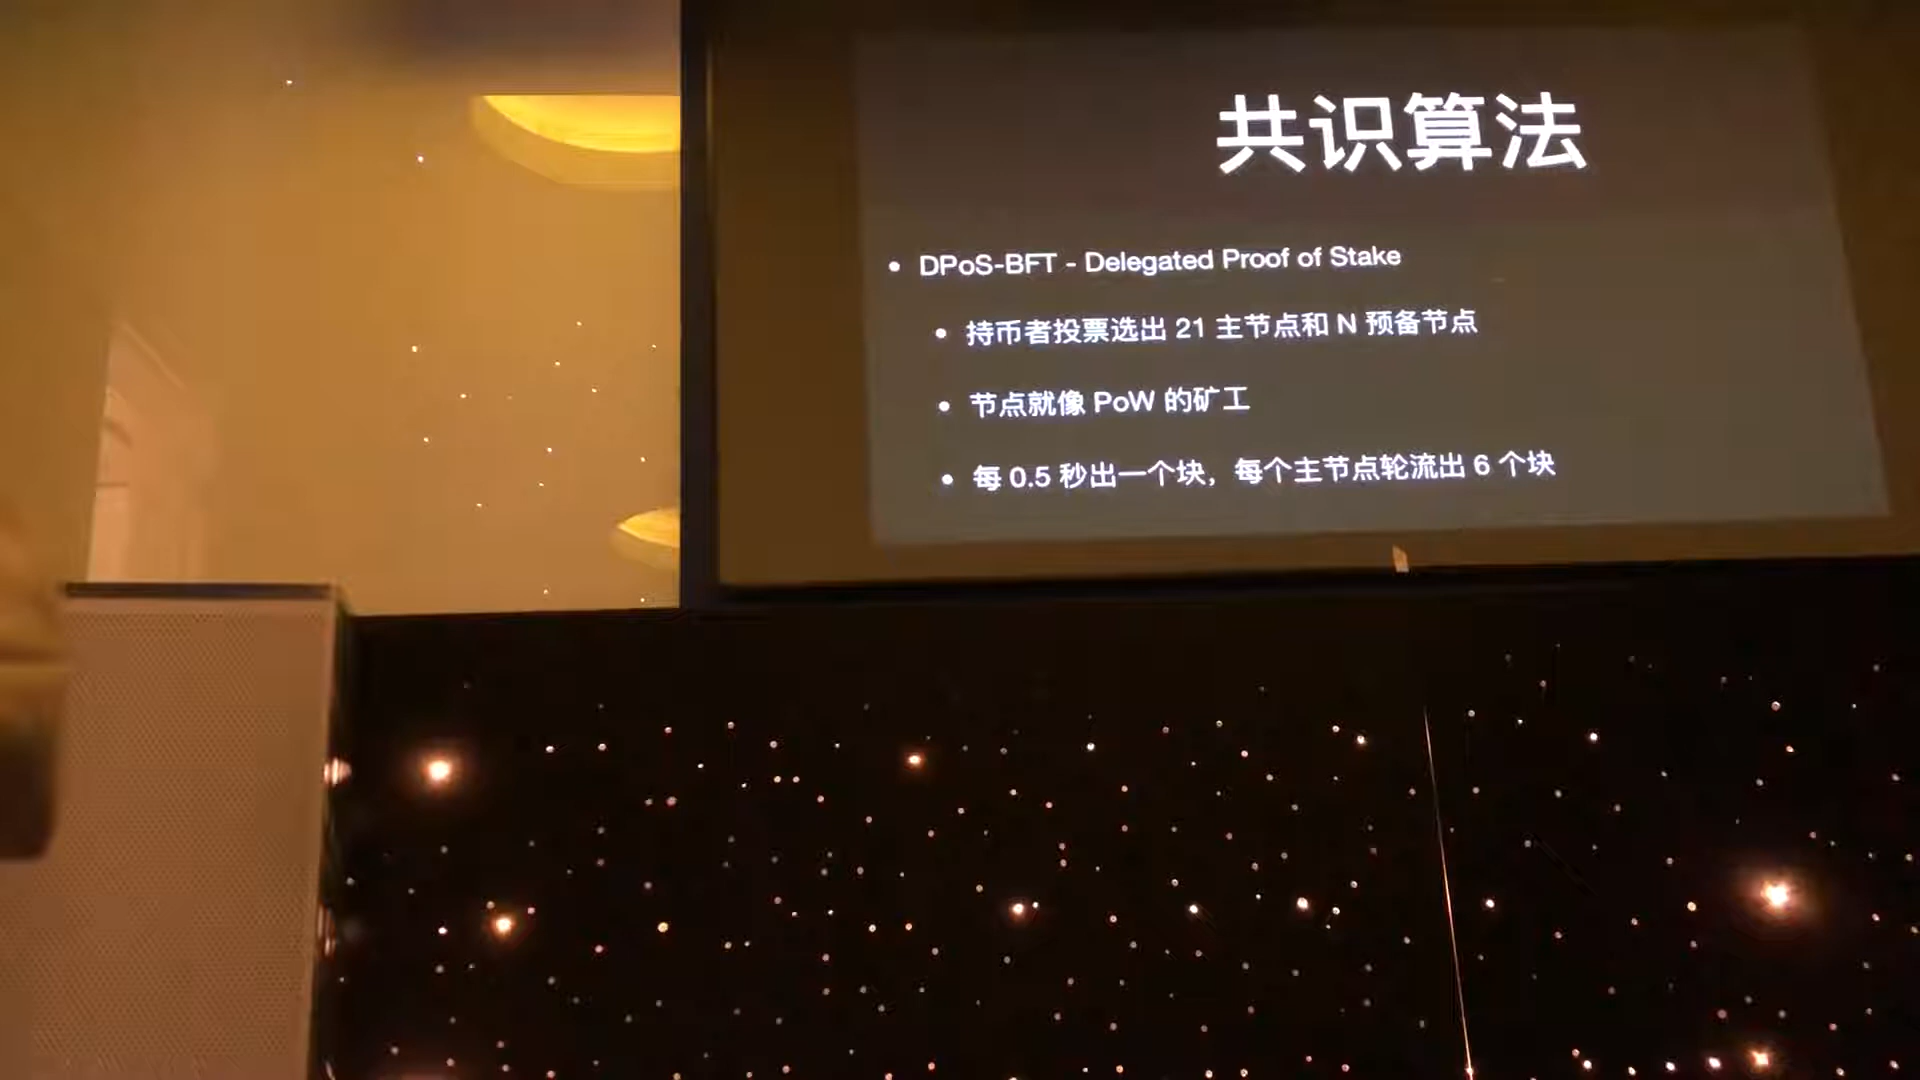 共识算法
DPoS-BFT - Delegated Proof of Stake
持币者投票选出 21 主节点和 N 预备节点
节点就像 PoW 的矿工
每 0.5 秒出一个块，每个主节点轮流出 6 个块